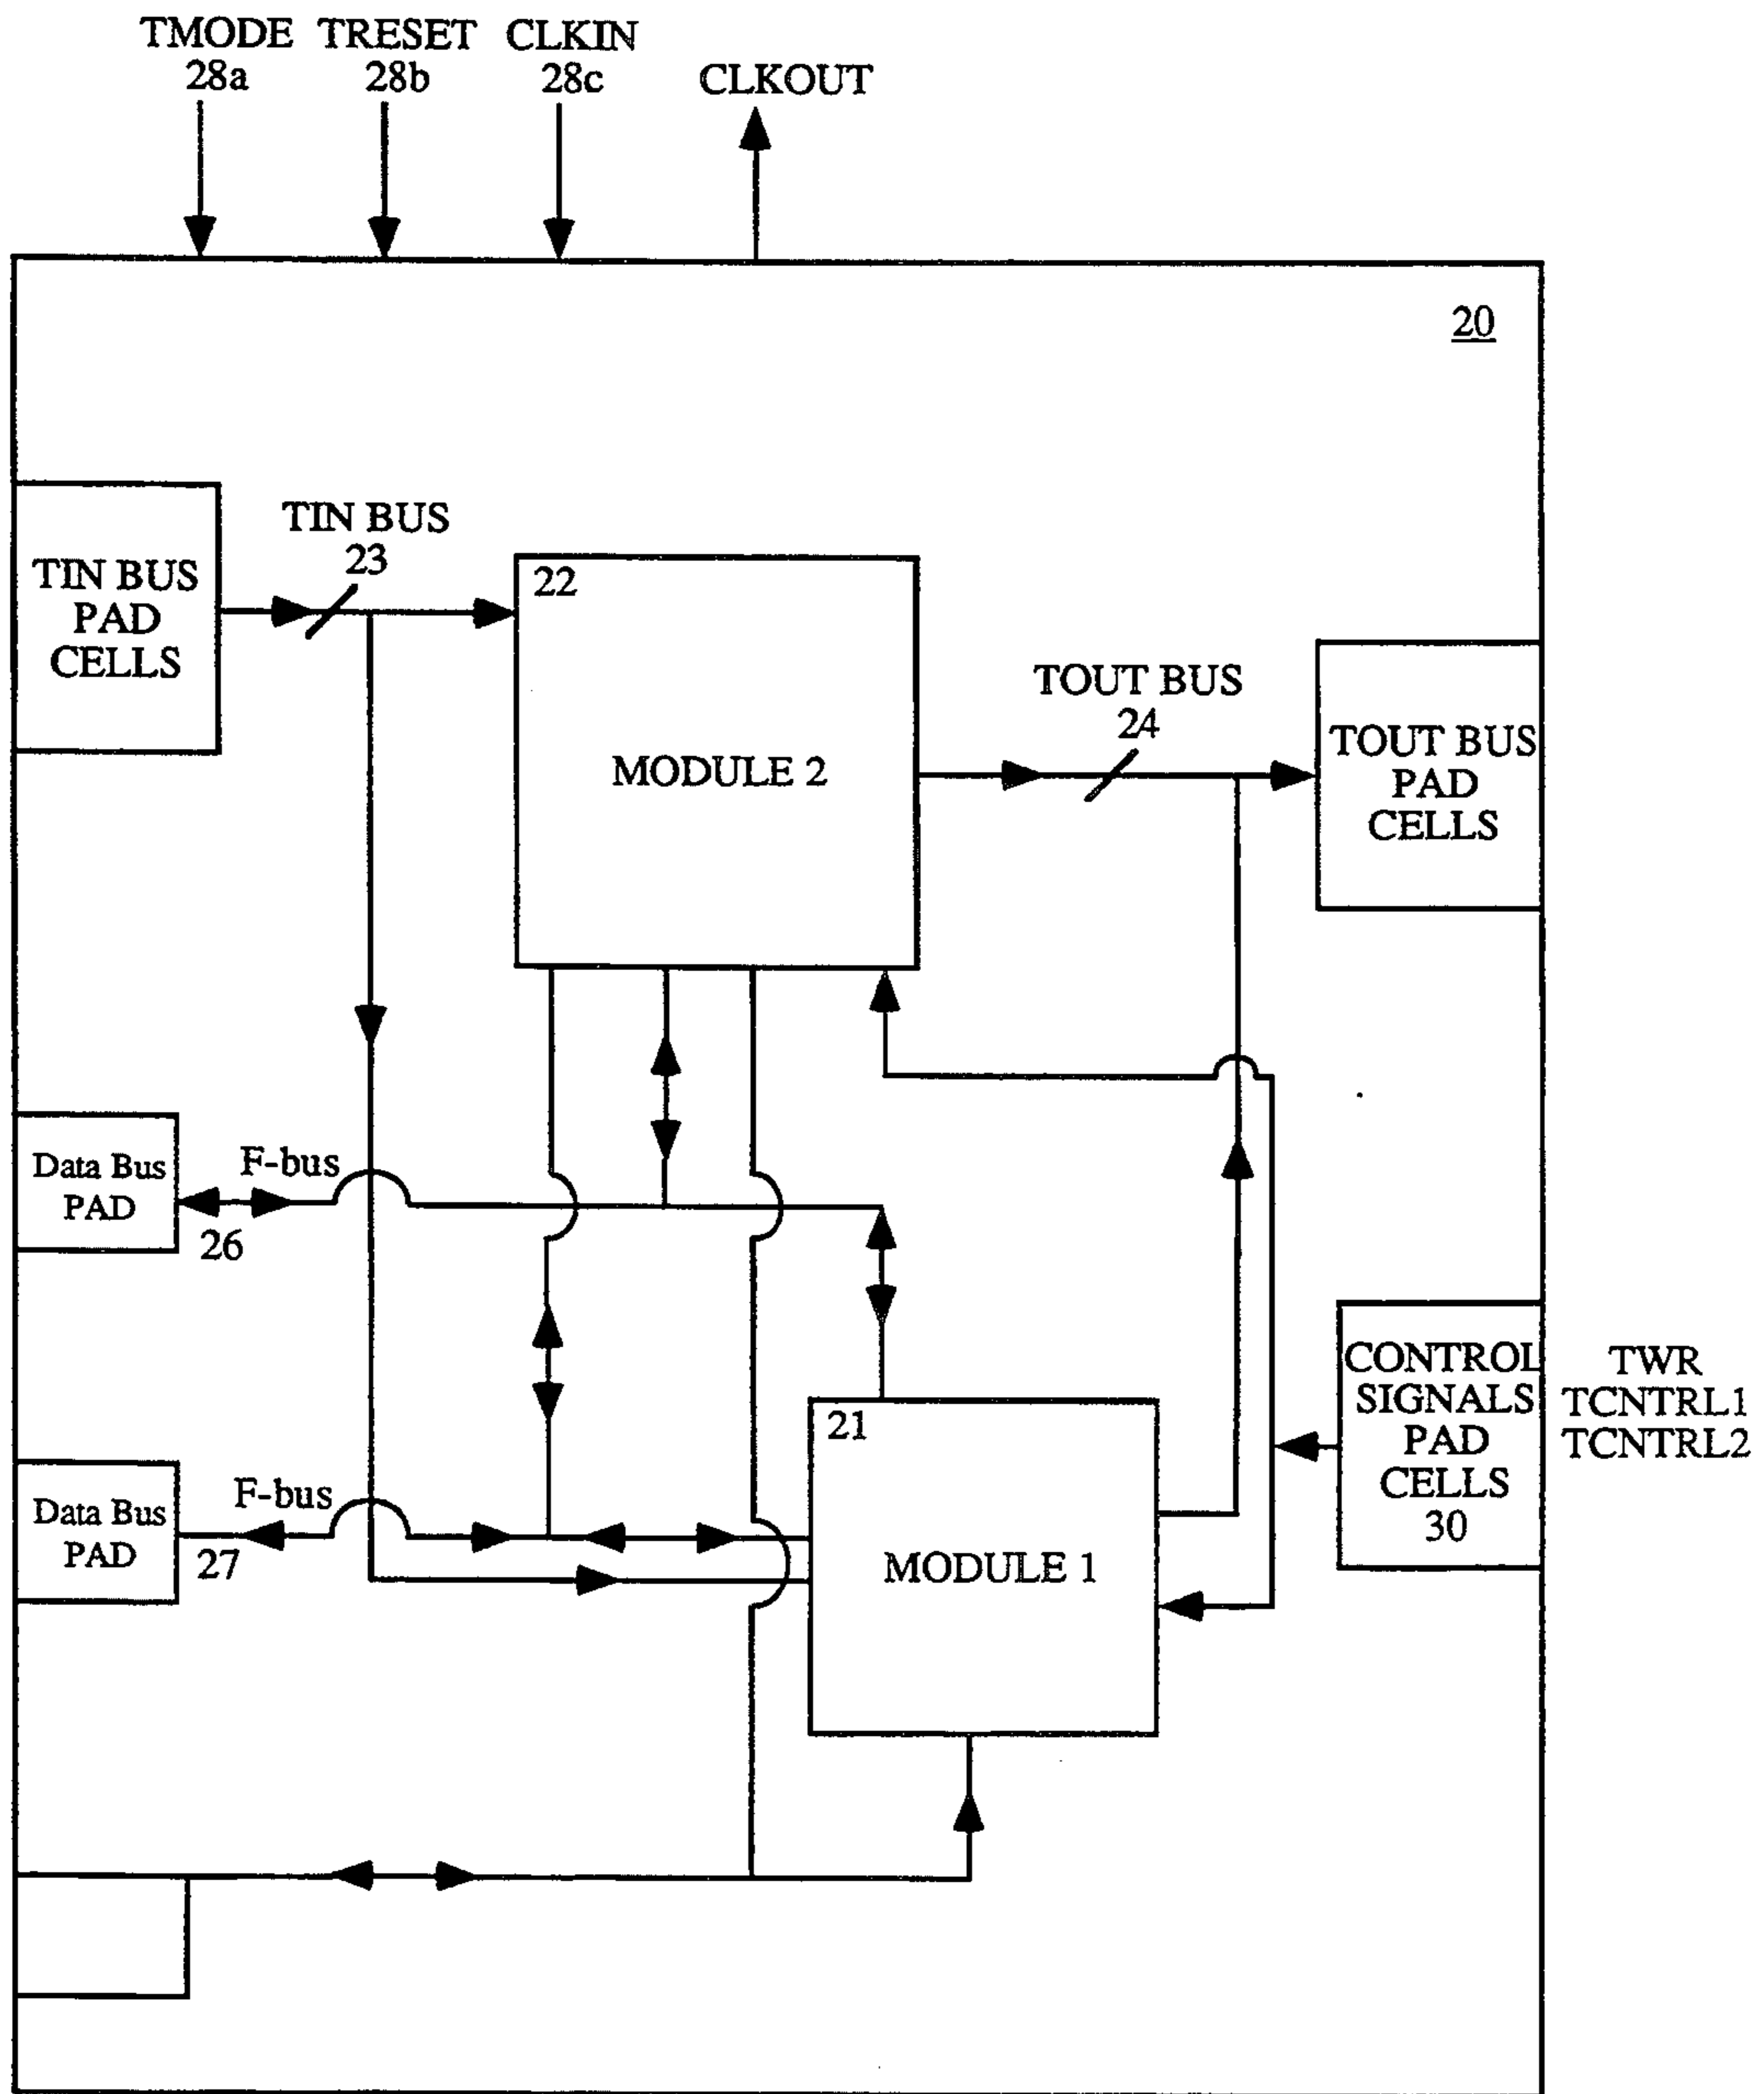 TMODE TRESET CLKIN
28a 28b 28c
CLKOUT
20
TIN BUS
23
TIN BUS
PAD
CELLS
22
MODULE 2
TOUT BUS
24
TOUT BUS
PAD
CELLS
Data Bus
PAD
F-bus
26
CONTROL
SIGNALS
PAD
CELLS
30
TWR
TCNTRL1
TCNTRL2
21
MODULE 1
Data Bus
PAD
F-bus
27